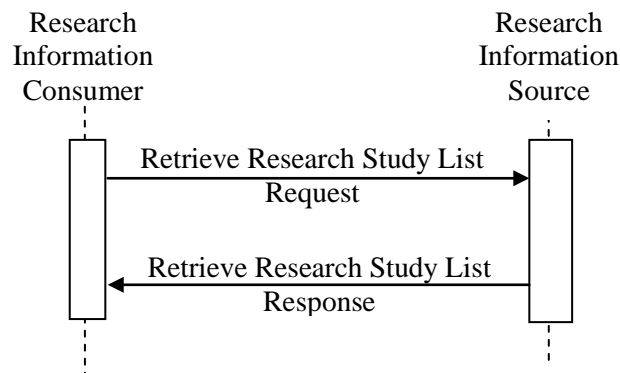 Research
Information
Consumer
Research
Information
Source
Retrieve Research Study List
Request
Retrieve Research Study List
Response